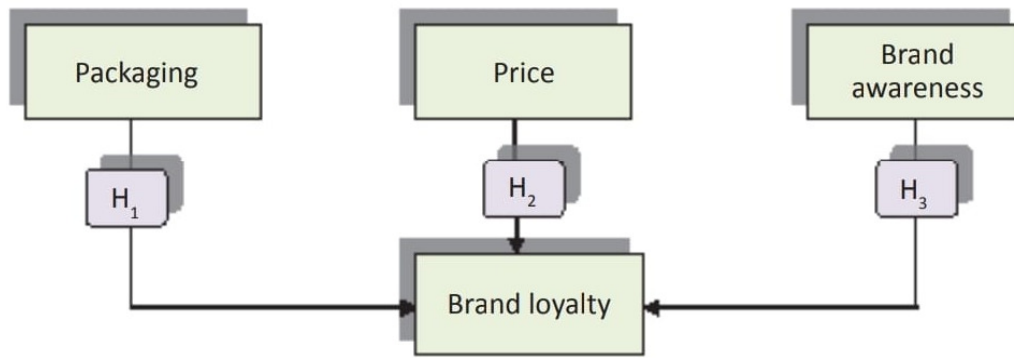 Packaging
Price
Brand
awareness
H₁
H₂
H₃
Brand loyalty